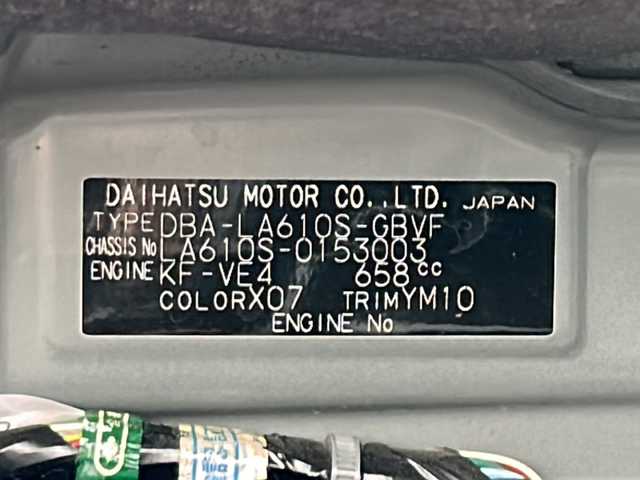 DAIHATSU MOTOR CO.,LTD. JAPAN
TYPE DBA-LA610S-GBVF
CHASSIS No LA610S-0153003
ENGINE KF-VE4 658cc
COLOR X07 TRIM YM10
ENGINE No